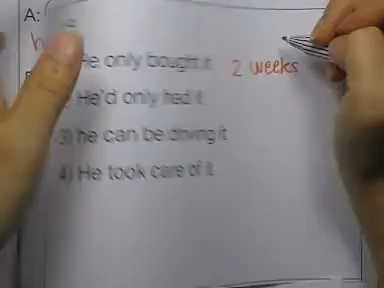 A:
He only bought it 2 weeks
He'd only had it
3) he can be driving it
4) He took care of it